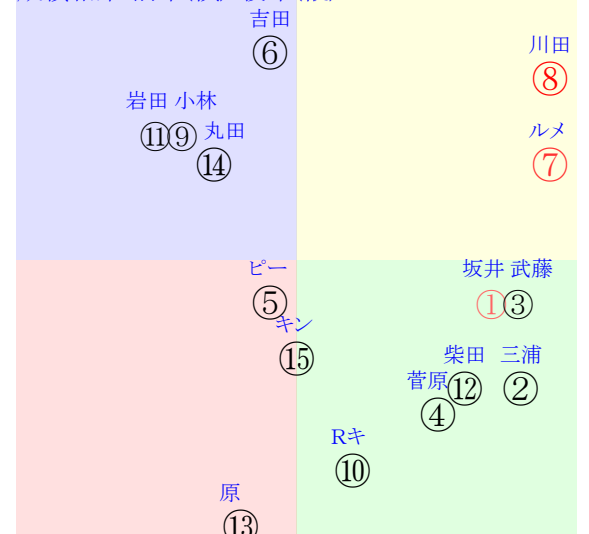 吉田
⑥
川田
⑧
岩田 小林
⑪⑨
丸田
⑭
ルメ
⑦
ピー
⑤
坂井 武藤
①③
キン
⑮
柴田 三浦
⑫ ②
菅原
④
Rキ
⑩
原
⑬